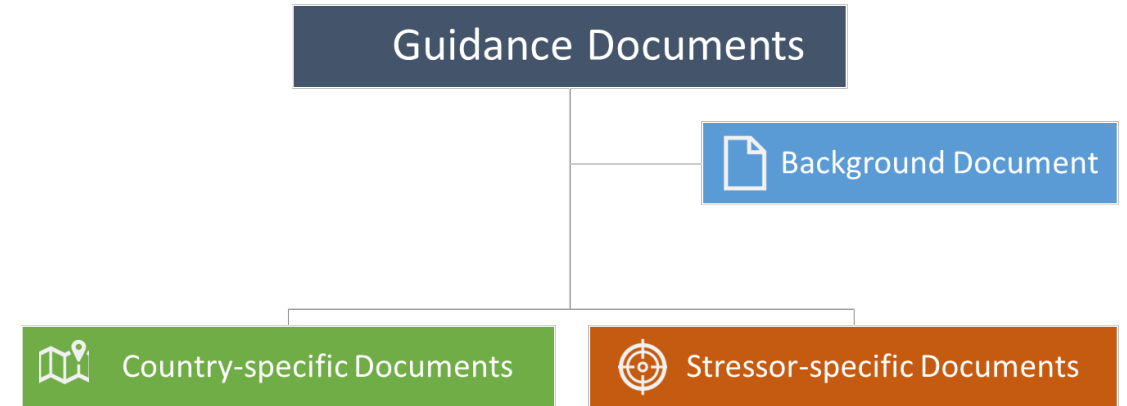 Guidance Documents
Background Document
Country-specific Documents
Stressor-specific Documents